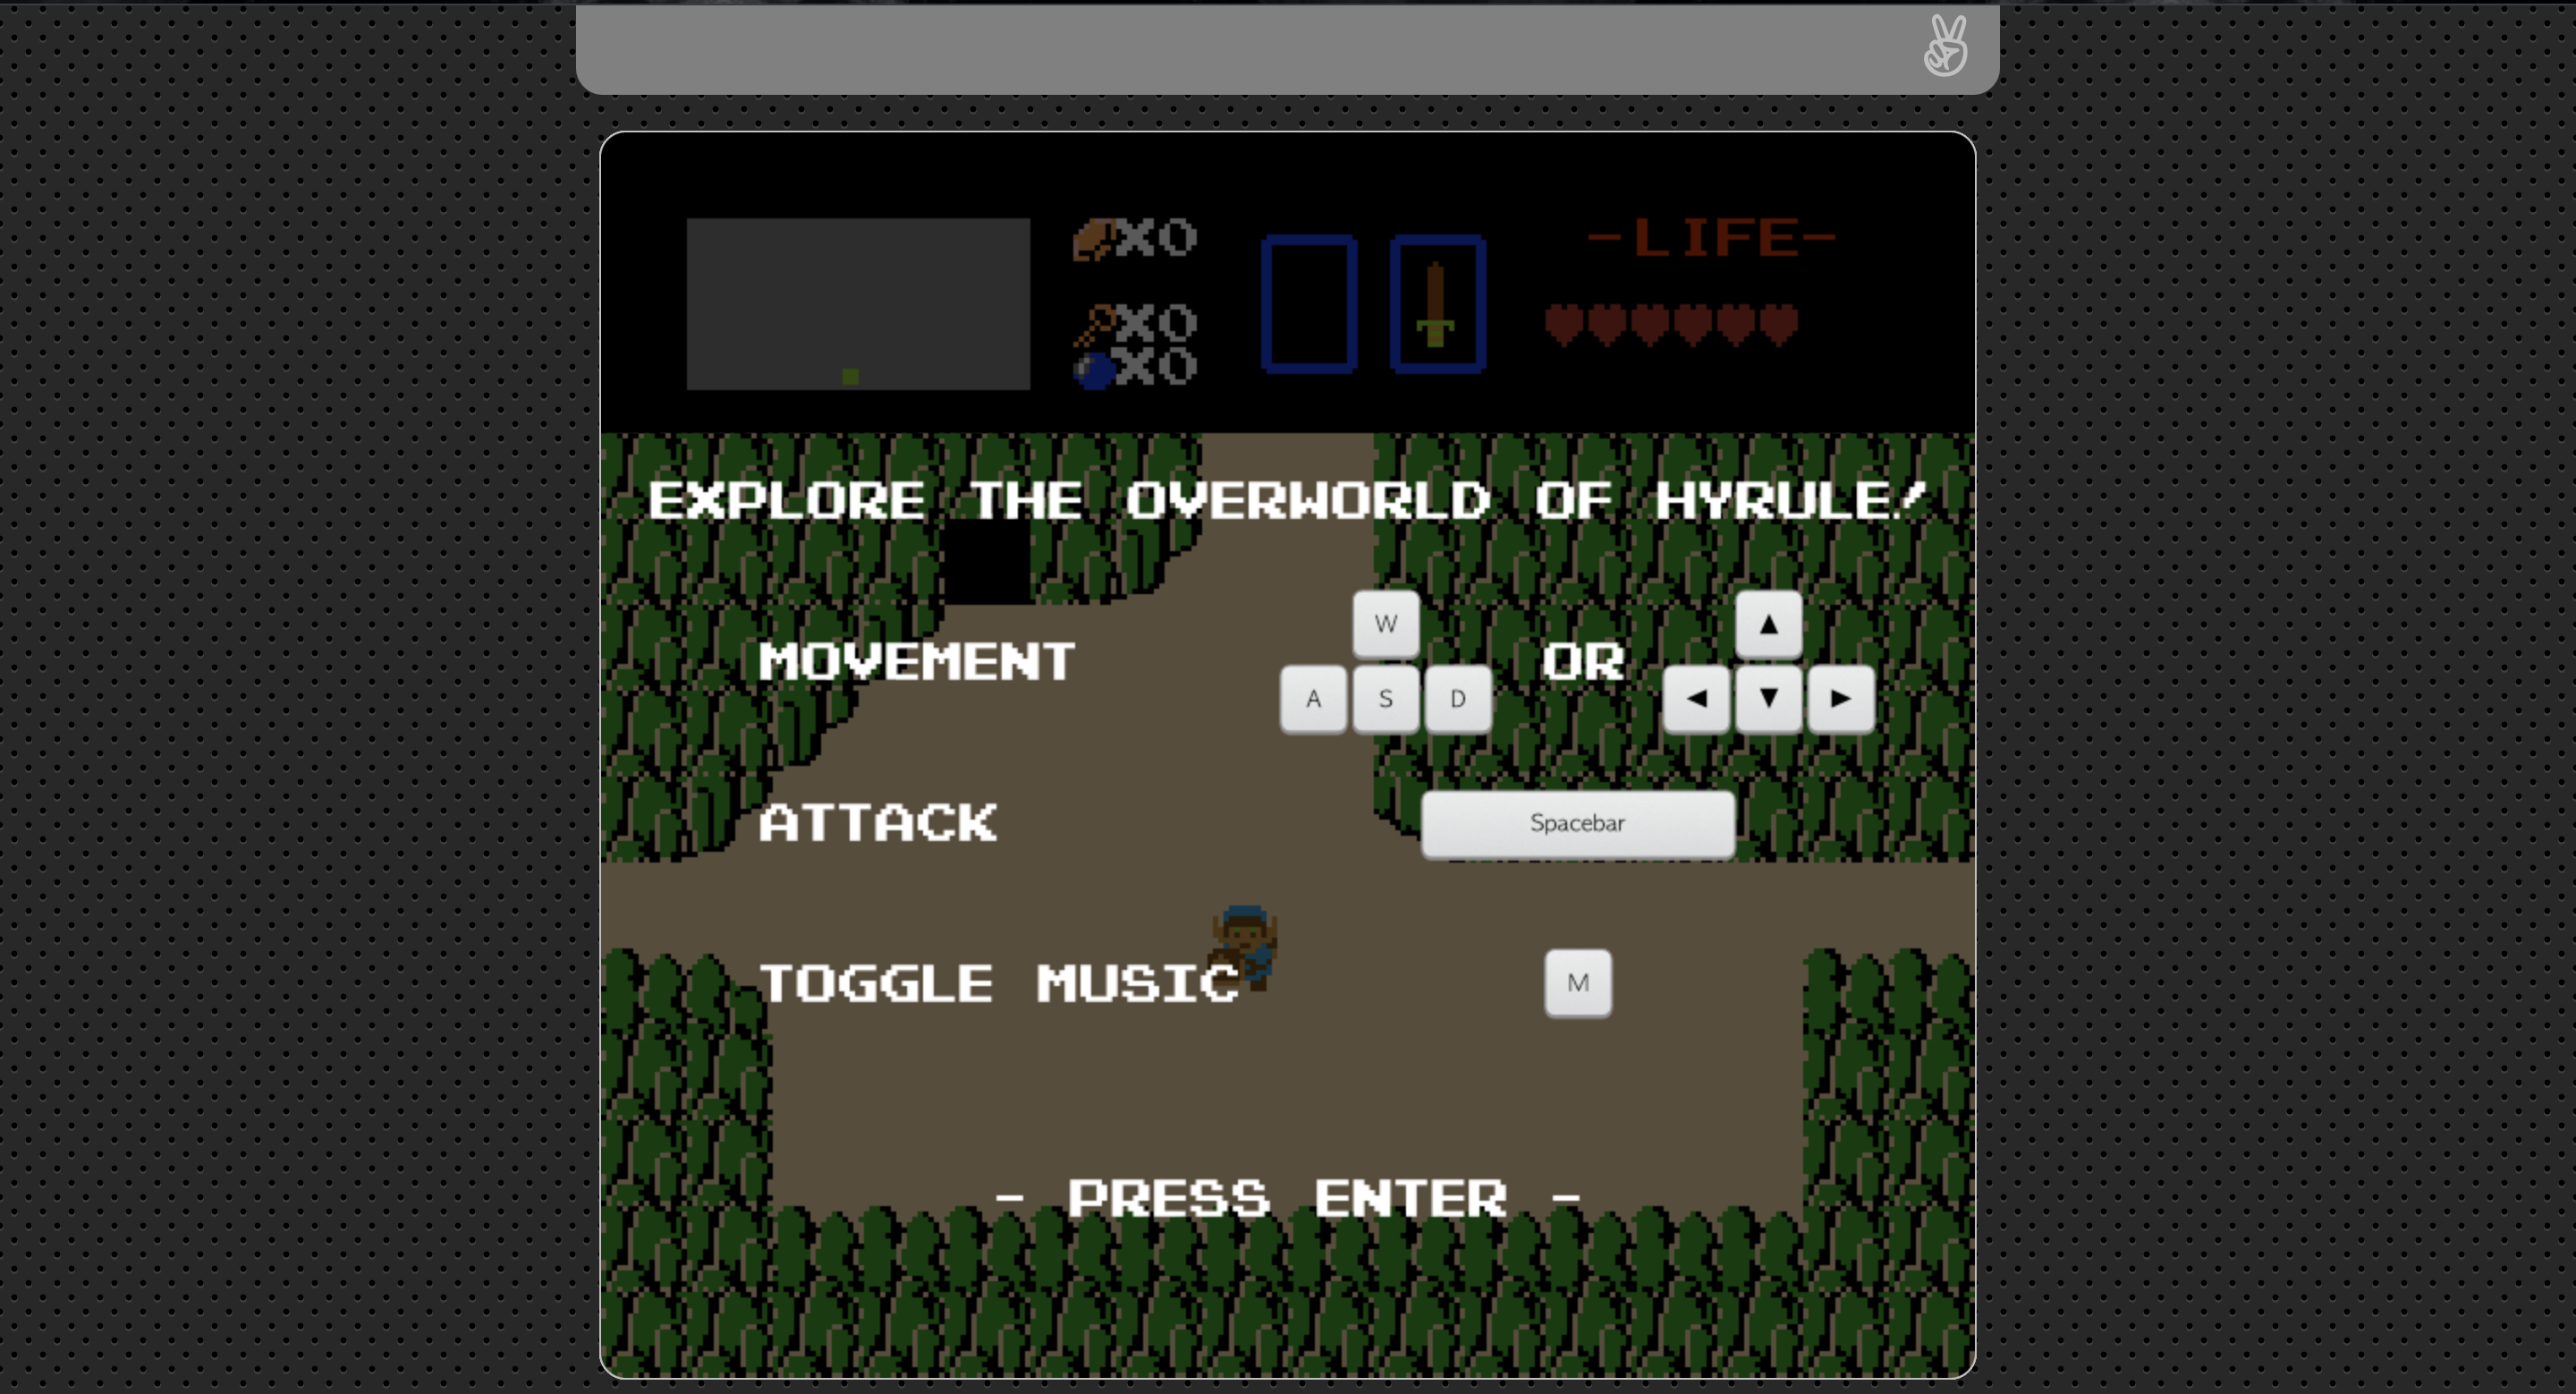 X0
-LIFE-
X0
X0
EXPLORE THE OVERWORLD OF HYRULE!
MOVEMENT
W
A S D
OR
▲
◀ ▼ ▶
ATTACK
Spacebar
TOGGLE MUSIC
M
- PRESS ENTER -